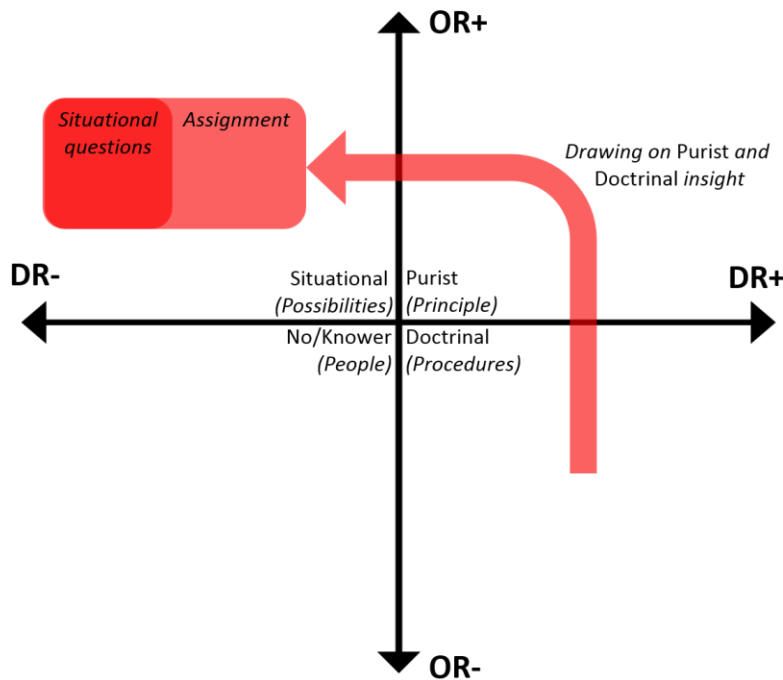 OR+
Situational
questions
Assignment
Drawing on Purist and
Doctrinal insight
DR-
DR+
Situational
(Possibilities)
Purist
(Principle)
No/Knower
(People)
Doctrinal
(Procedures)
OR-